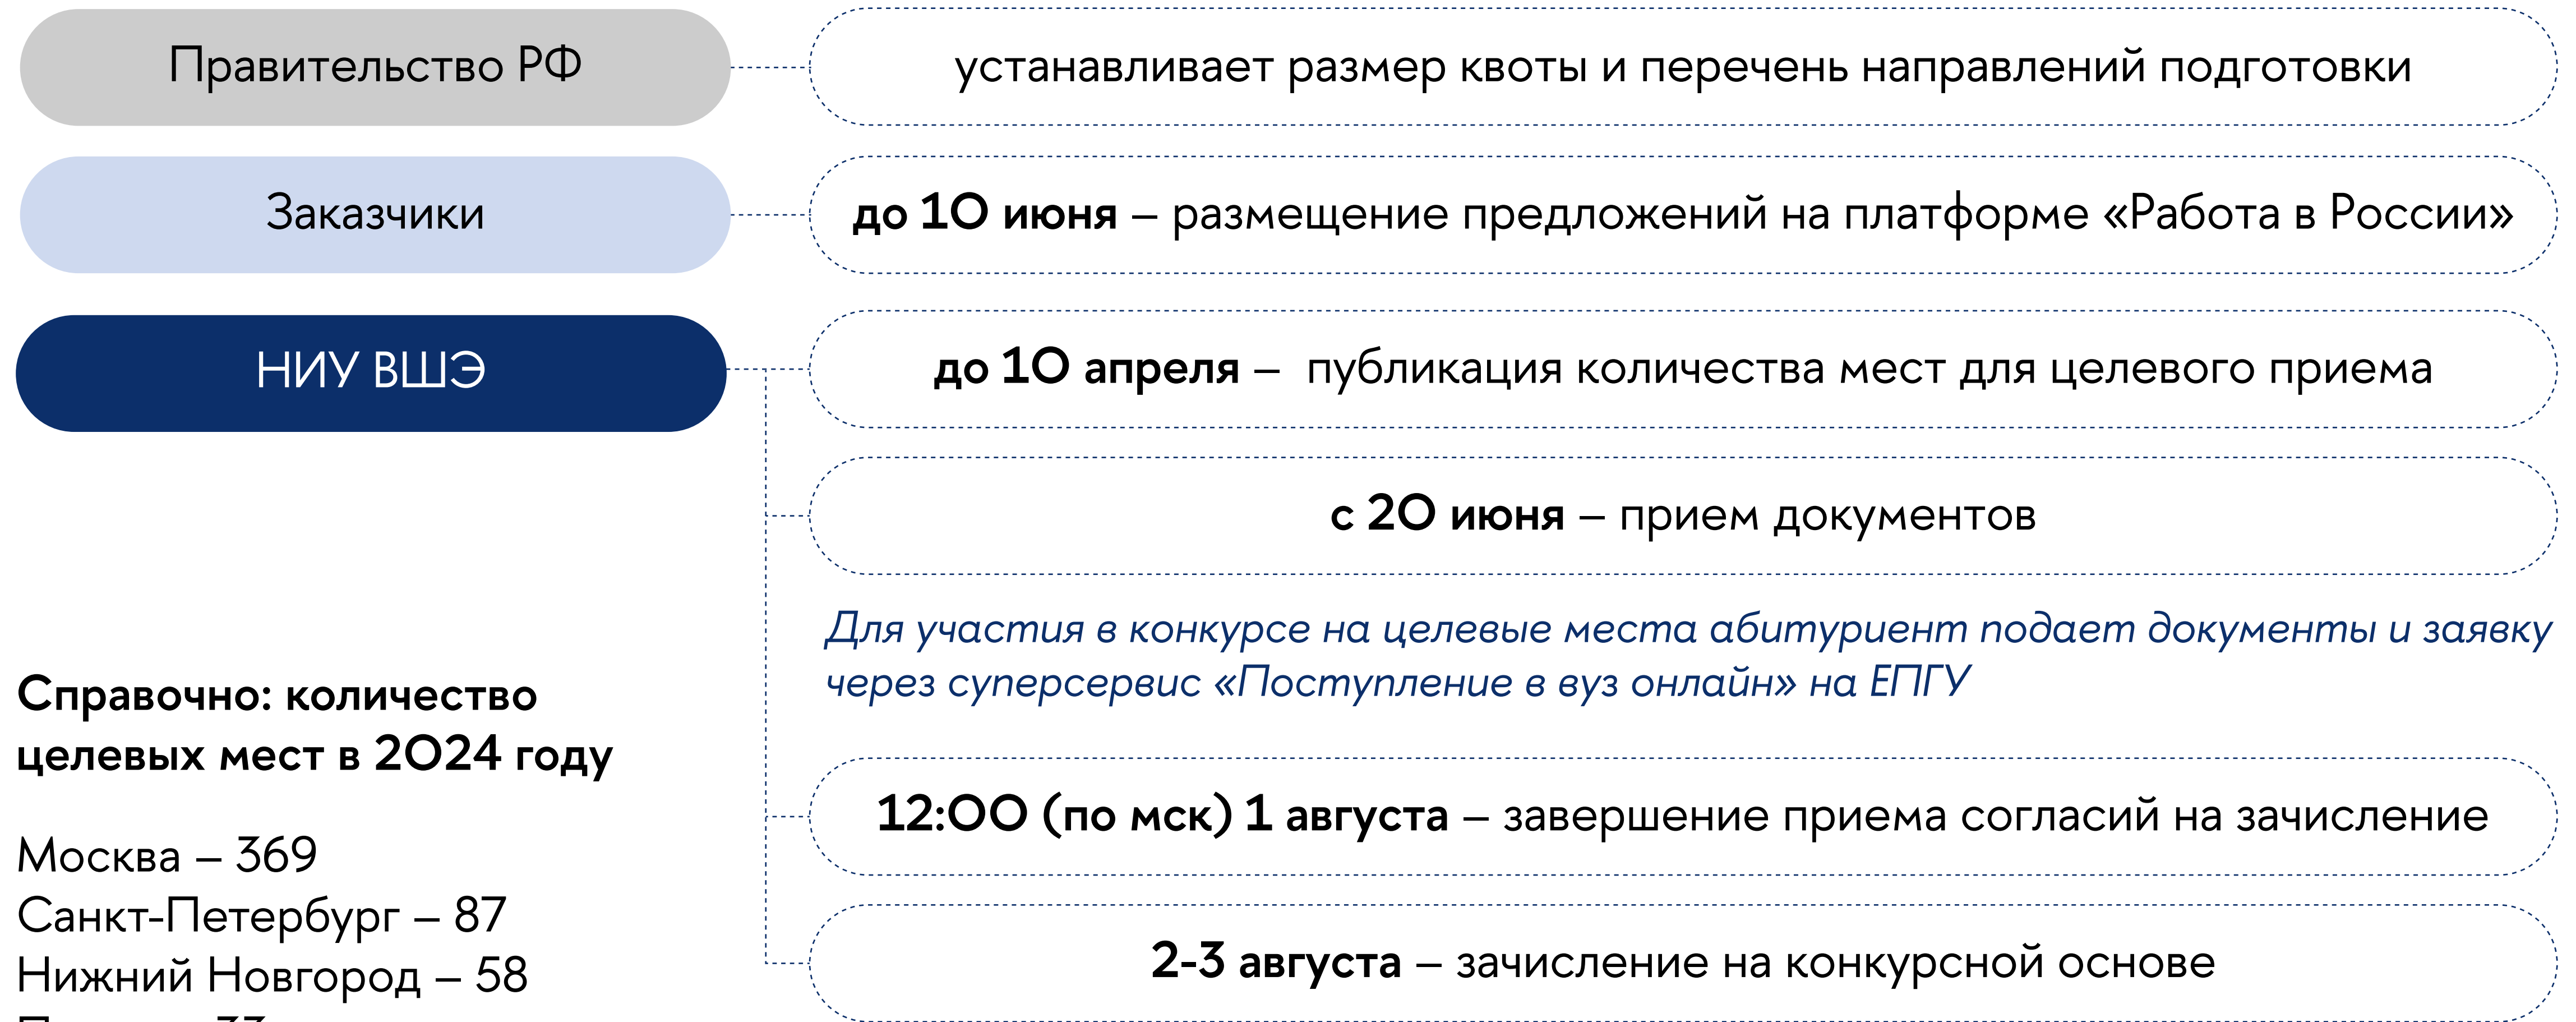 Правительство РФ
устанавливает размер квоты и перечень направлений подготовки
Заказчики
до 10 июня – размещение предложений на платформе «Работа в России»
НИУ ВШЭ
до 10 апреля – публикация количества мест для целевого приема
с 20 июня – прием документов
Для участия в конкурсе на целевые места абитуриент подает документы и заявку
через суперсервис «Поступление в вуз онлайн» на ЕПГУ
12:00 (по мск) 1 августа – завершение приема согласий на зачисление
2-3 августа – зачисление на конкурсной основе
Справочно: количество
целевых мест в 2024 году
Москва – 369
Санкт-Петербург – 87
Нижний Новгород – 58